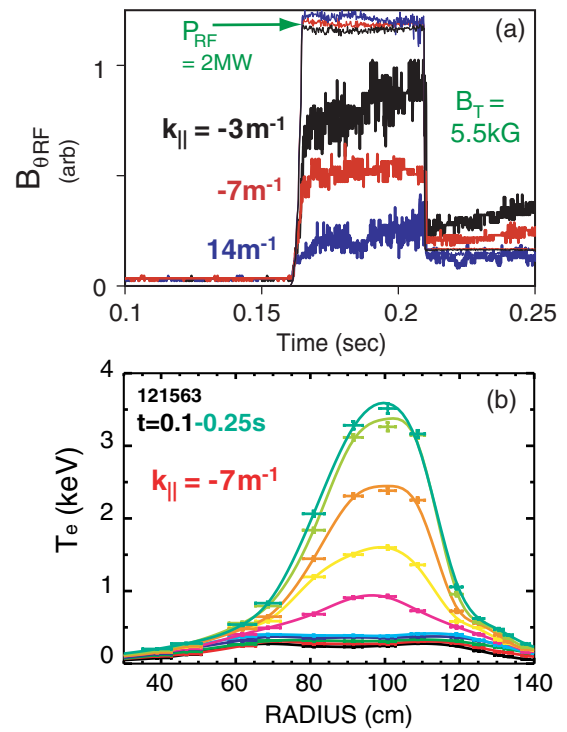 (a)
P_RF
= 2MW
1
k_|| = -3m⁻¹
B_T =
5.5kG
-7m⁻¹
14m⁻¹
B_θRF
(arb)
0
0.1 0.15 0.2 0.25
Time (sec)
4
(b)
121563
t=0.1-0.25s
3
k_|| = -7m⁻¹
2
T_e (keV)
1
0
40 60 80 100 120 140
RADIUS (cm)